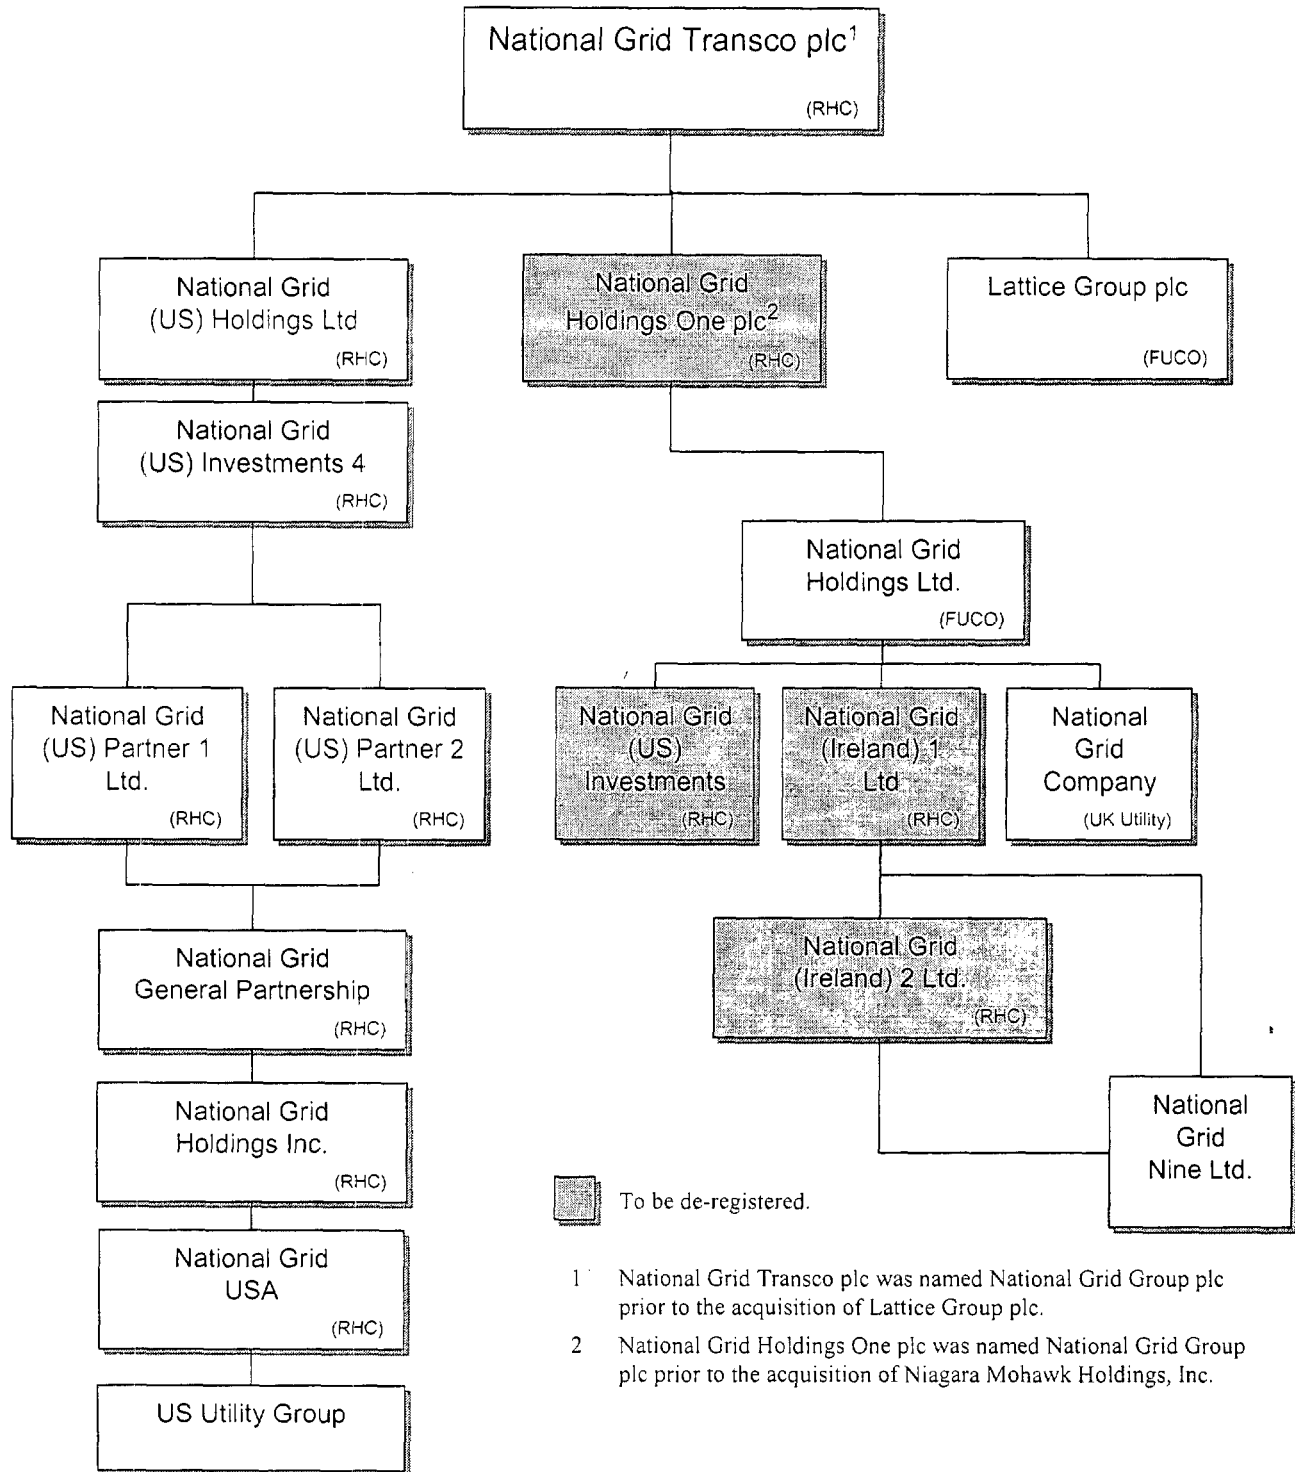 National Grid Transco plc1
(RHC)
National Grid
(US) Holdings Ltd
(RHC)
National Grid
Holdings One plc2
(RHC)
Lattice Group plc
(FUCO)
National Grid
(US) Investments 4
(RHC)
National Grid
Holdings Ltd.
(FUCO)
National Grid
(US) Partner 1
Ltd.
(RHC)
National Grid
(US) Partner 2
Ltd.
(RHC)
National Grid
(US)
Investments
(RHC)
National Grid
(Ireland) 1
Ltd
(RHC)
National
Grid
Company
(UK Utility)
National Grid
General Partnership
(RHC)
National Grid
(Ireland) 2 Ltd.
(RHC)
National Grid
Holdings Inc.
(RHC)
National
Grid
Nine Ltd.
National Grid
USA
(RHC)
US Utility Group
To be de-registered.
1 National Grid Transco plc was named National Grid Group plc
prior to the acquisition of Lattice Group plc.
2 National Grid Holdings One plc was named National Grid Group
plc prior to the acquisition of Niagara Mohawk Holdings, Inc.